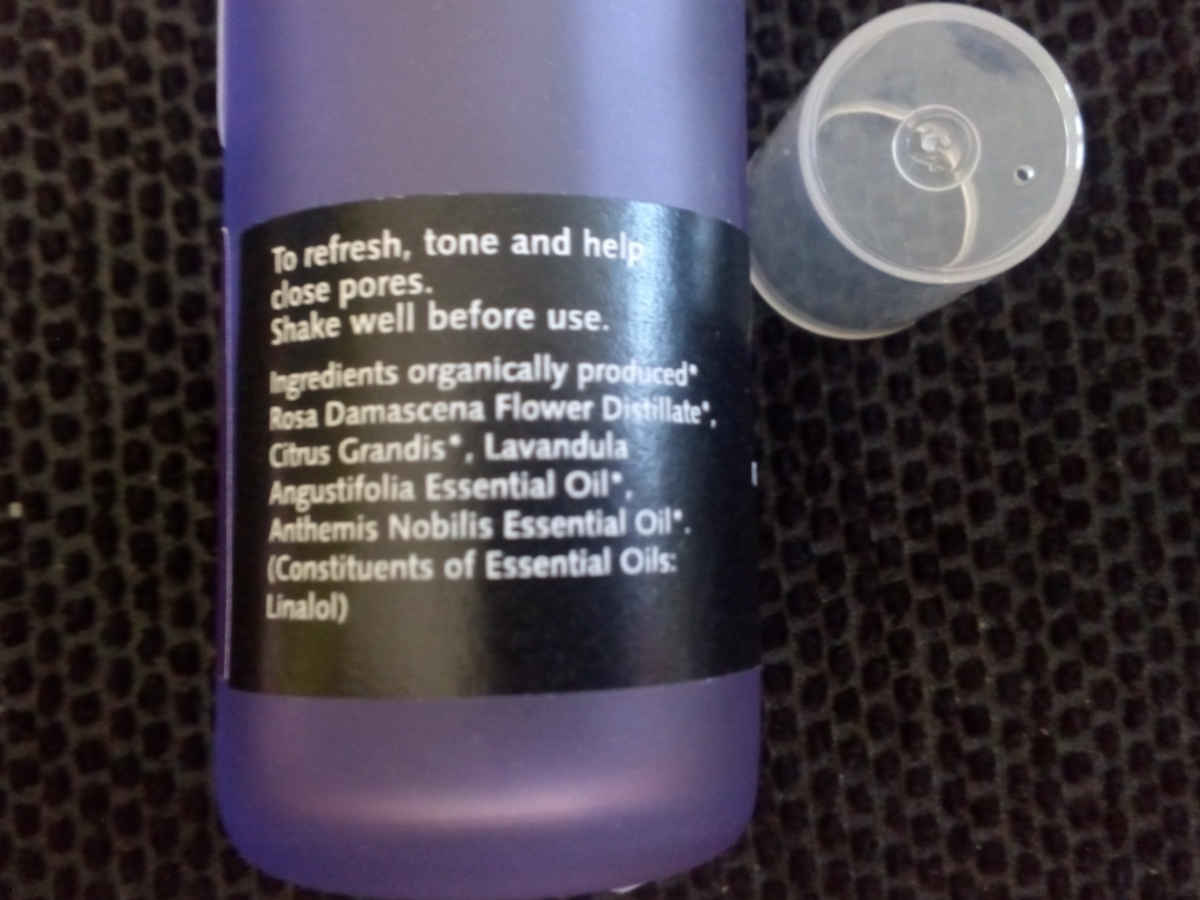 To refresh, tone and help
close pores.
Shake well before use.
Ingredients organically produced*
Rosa Damascena Flower Distillate*,
Citrus Grandis*, Lavandula
Angustifolia Essential Oil*,
Anthemis Nobilis Essential Oil*.
(Constituents of Essential Oils:
Linalol)